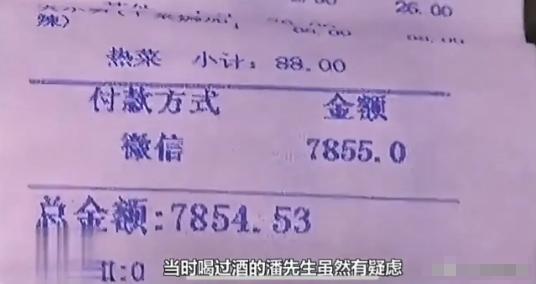 26.00
辣)
热菜 小计: 88.00
付款方式 金额
微信 7855.0
总金额:7854.53
当时喝过酒的潘先生虽然有疑虑